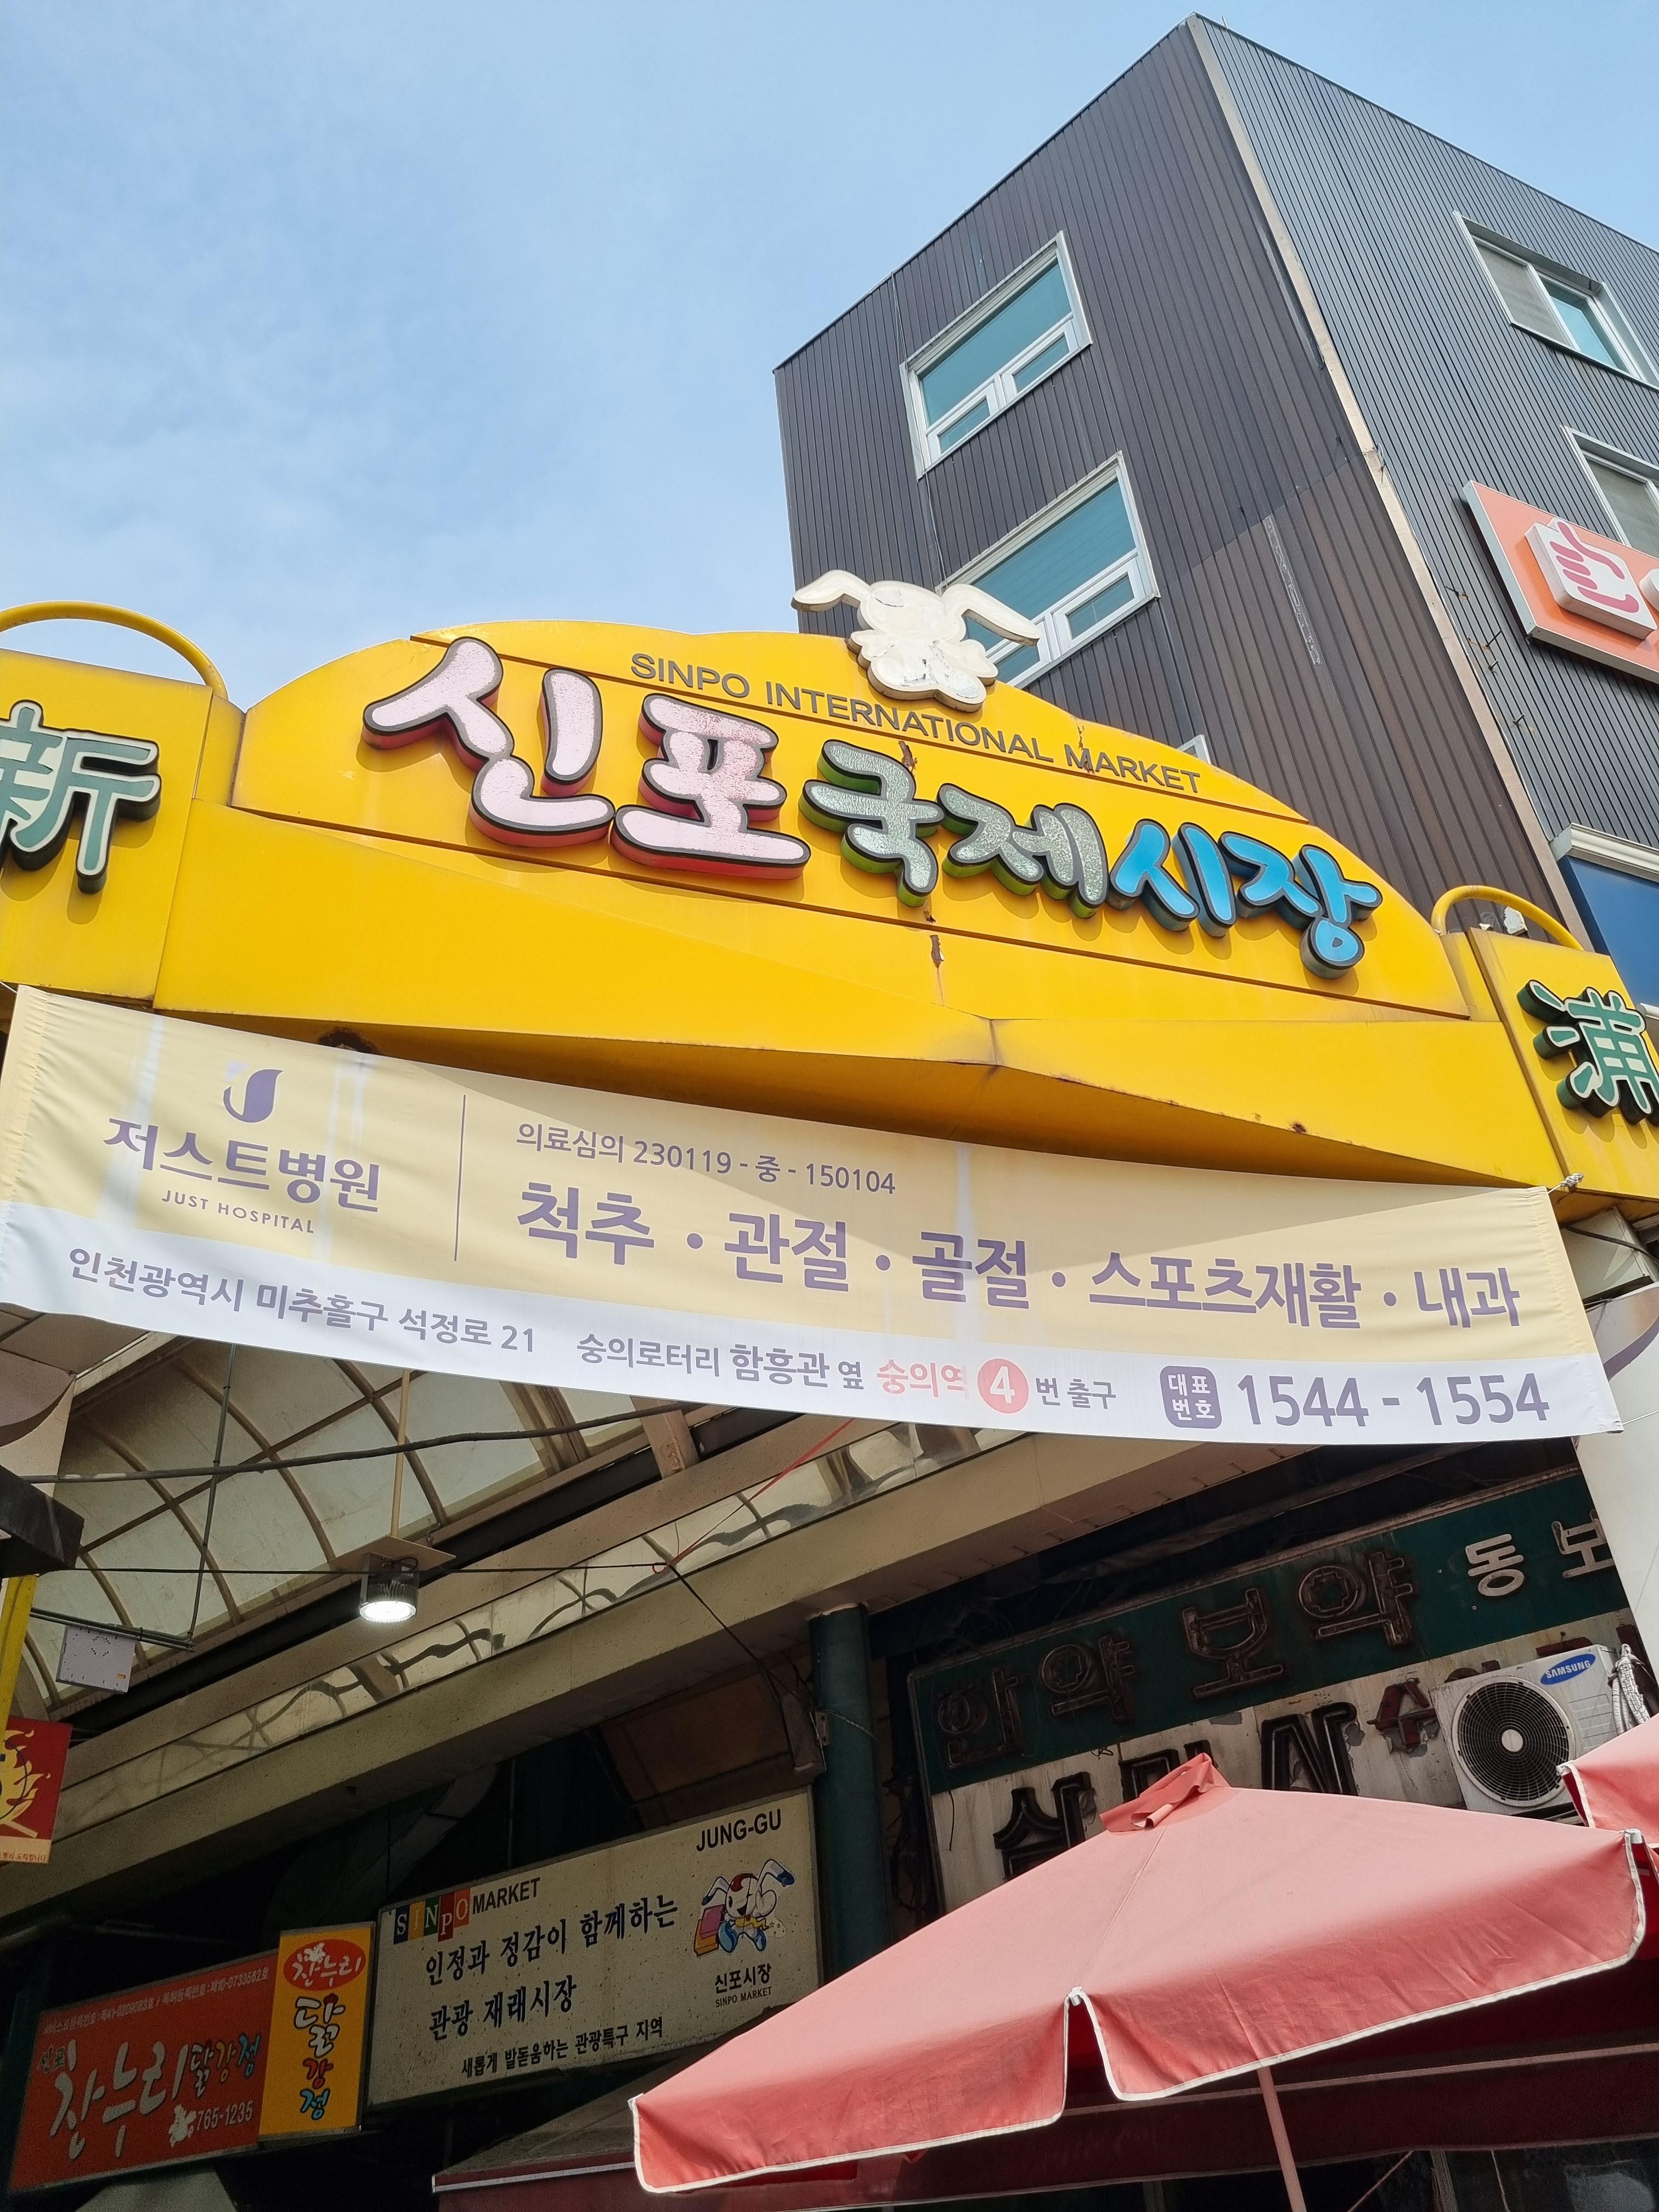 SINPO INTERNATIONAL MARKET
新
신포국제시장
浦
저스트병원
JUST HOSPITAL
의료심의 230119 - 중 - 150104
척추 · 관절 · 골절 · 스포츠재활 · 내과
인천광역시 미추홀구 석정로 21 숭의로터리 함흥관 옆 숭의역 4 번 출구 대표번호 1544 - 1554
한약 보약 동보
SAMSUNG
JUNG-GU
SINPO MARKET
인정과 정감이 함께하는
관광 재래시장
새롭게 발돋움하는 관광특구 지역
신포시장
SINPO MARKET
찬누리
닭강정
신포
찬누리닭강정
765-1235